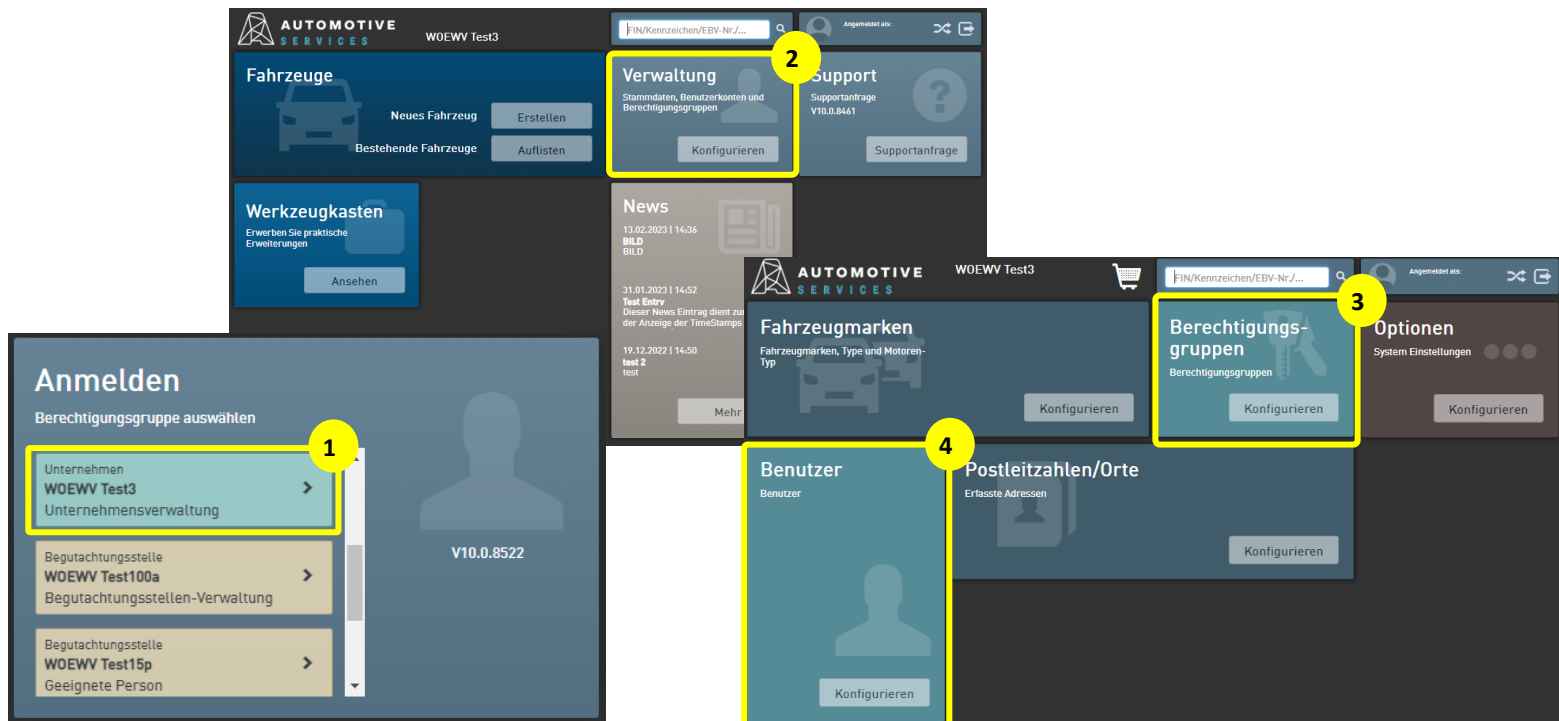 AUTOMOTIVE
SERVICES
WOEWV Test3
FIN/Kennzeichen/EBV-Nr./...
Angemeldet als:
Fahrzeuge
Neues Fahrzeug
Erstellen
Bestehende Fahrzeuge
Auflisten
2
Verwaltung
Stammdaten, Benutzerkonten und
Berechtigungsgruppen
Konfigurieren
Support
Supportanfrage
V10.0.8461
?
Supportanfrage
Werkzeugkasten
Erwerben Sie praktische
Erweiterungen
Ansehen
News
13.02.2023 | 14:36
BILD
BILD
31.01.2023 | 14:52
Test Entry
Dieser News Eintrag dient zur
der Anzeige der TimeStamps
19.12.2022 | 14:50
test 2
test
Mehr
Anmelden
Berechtigungsgruppe auswählen
1
Unternehmen
WOEWV Test3
Unternehmensverwaltung
Begutachtungsstelle
WOEWV Test100a
Begutachtungsstellen-Verwaltung
Begutachtungsstelle
WOEWV Test15p
Geeignete Person
V10.0.8522
AUTOMOTIVE
SERVICES
WOEWV Test3
FIN/Kennzeichen/EBV-Nr./...
Angemeldet als:
Fahrzeugmarken
Fahrzeugmarken, Type und Motoren-
Typ
Konfigurieren
3
Berechtigungs-
gruppen
Berechtigungsgruppen
Konfigurieren
Optionen
System Einstellungen
Konfigurieren
4
Benutzer
Benutzer
Konfigurieren
Postleitzahlen/Orte
Erfasste Adressen
Konfigurieren